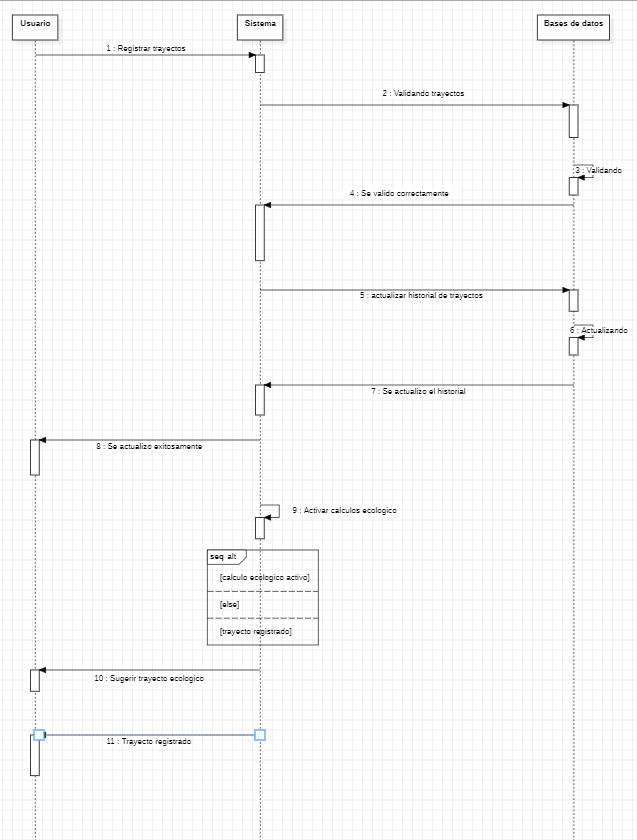 Usuario
Sistema
Bases de datos
1 : Registrar trayectos
2 : Validando trayectos
3 : Validando
4 : Se valido correctamente
5 : actualizar historial de trayectos
6 : Actualizando
7 : Se actualizo el historial
8 : Se actualizo exitosamente
9 : Activar calculos ecologico
seq alt
[calculo ecologico activo]
[else]
[trayecto registrado]
10 : Sugerir trayecto ecologico
11 : Trayecto registrado